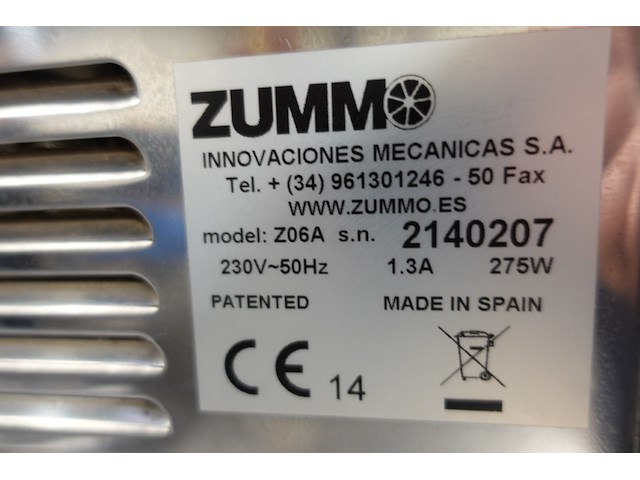 ZUMMO
INNOVACIONES MECANICAS S.A.
Tel. + (34) 961301246 - 50 Fax
WWW.ZUMMO.ES
model: Z06A s.n. 2140207
230V~50Hz 1.3A 275W
PATENTED MADE IN SPAIN
CE 14